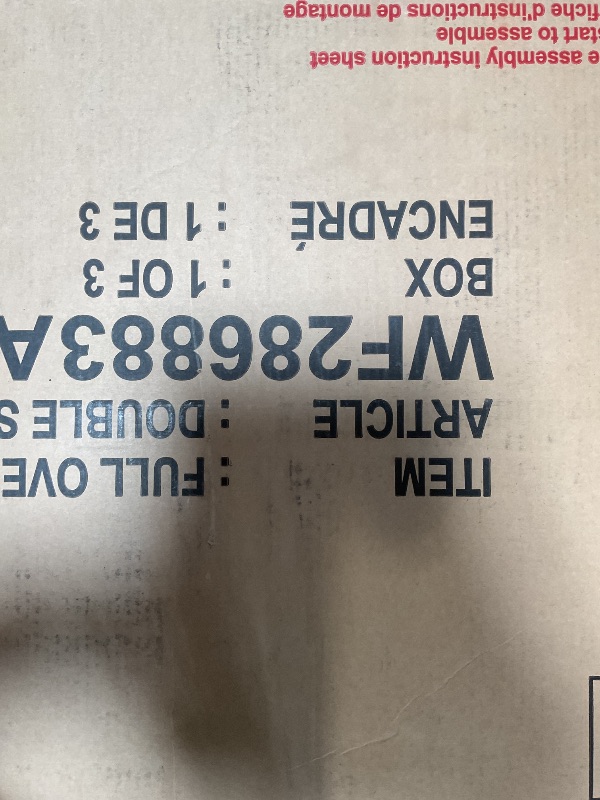 ITEM : FULL OVE
ARTICLE : DOUBLE S
WF286883A
BOX : 1 OF 3
ENCADRÉ : 1 DE 3
e assembly instruction sheet
start to assemble
fiche d'instructions de montage